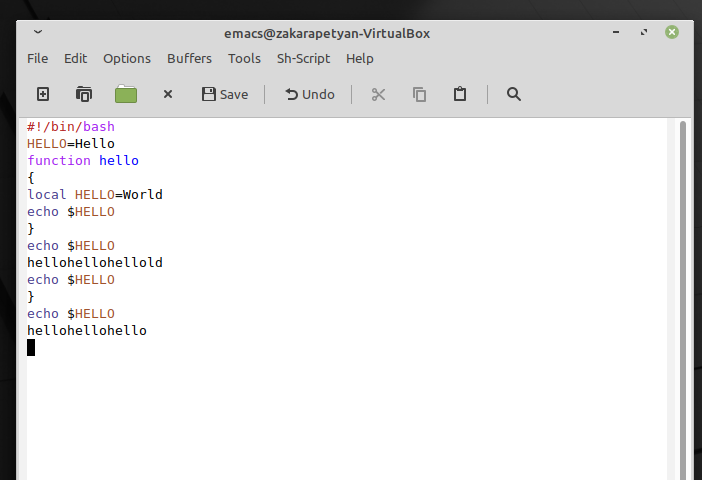 emacs@zakarapetyan-VirtualBox
File Edit Options Buffers Tools Sh-Script Help
Save Undo
#!/bin/bash
HELLO=Hello
function hello
{
local HELLO=World
echo $HELLO
}
echo $HELLO
hellohellohellold
echo $HELLO
}
echo $HELLO
hellohellohello